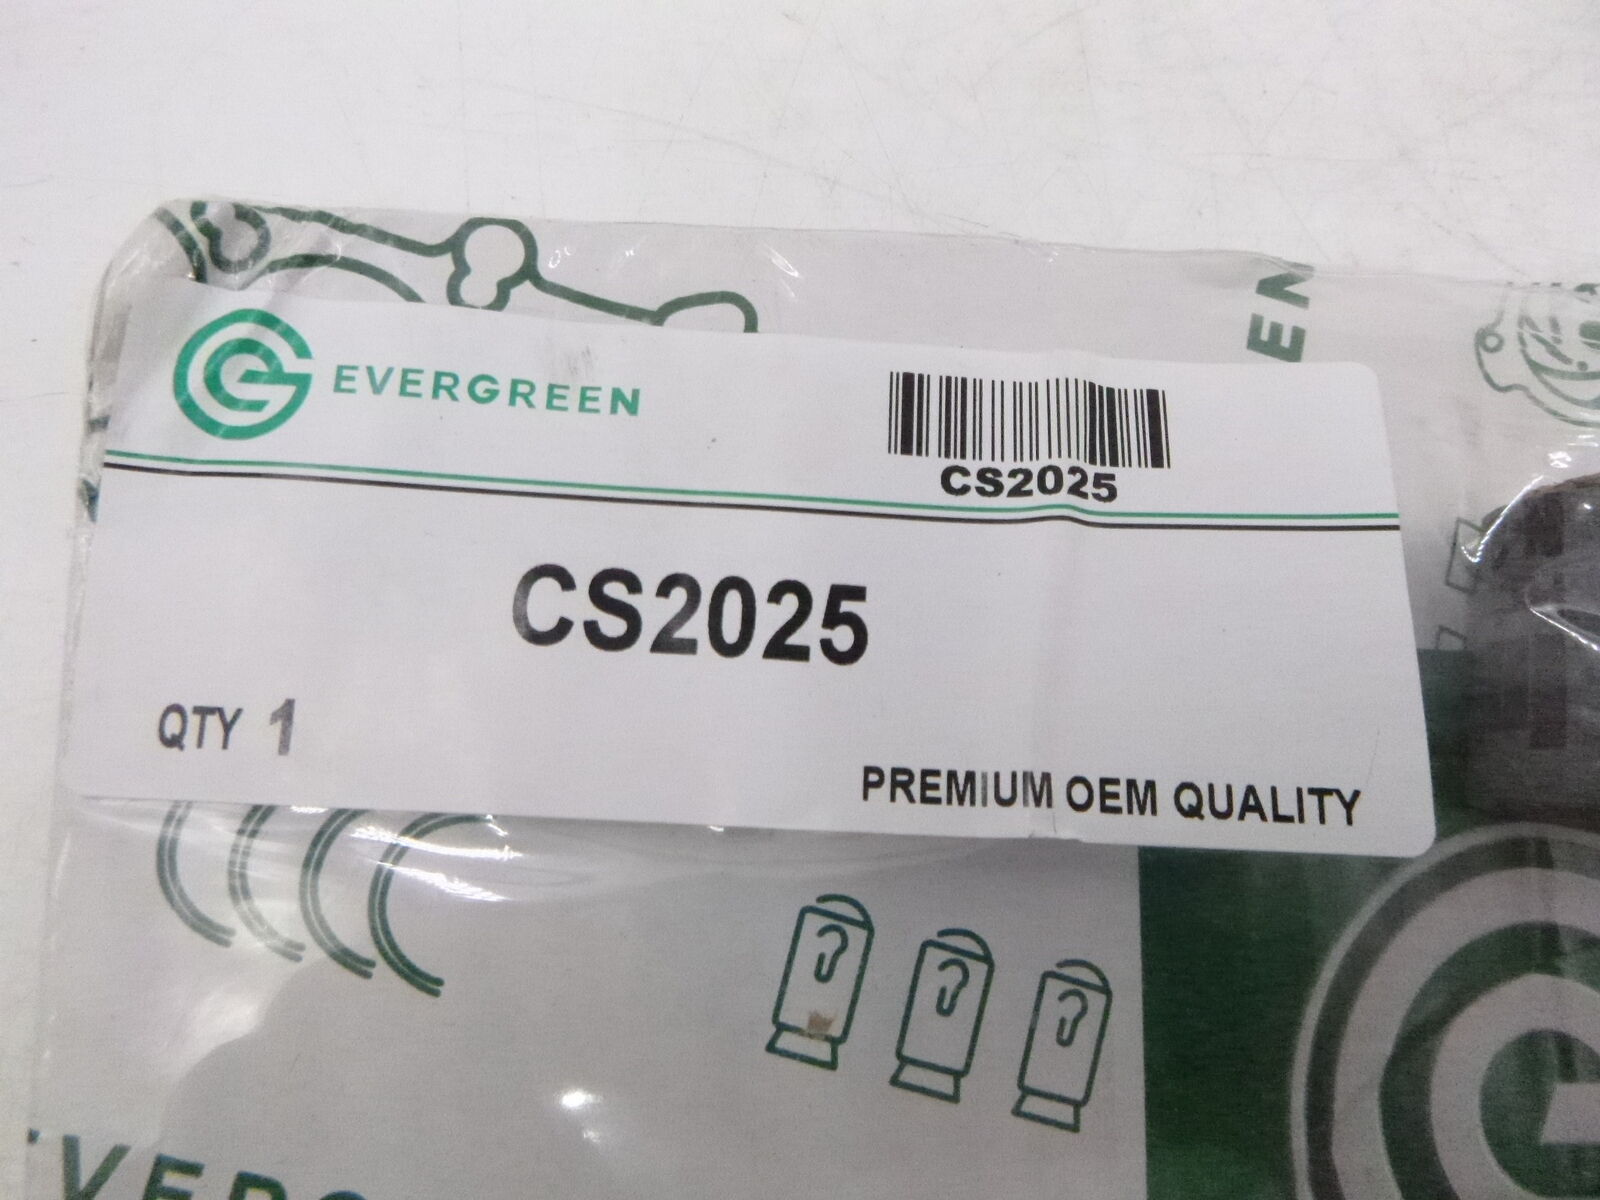 EVERGREEN
CS2025
CS2025
QTY 1
PREMIUM OEM QUALITY